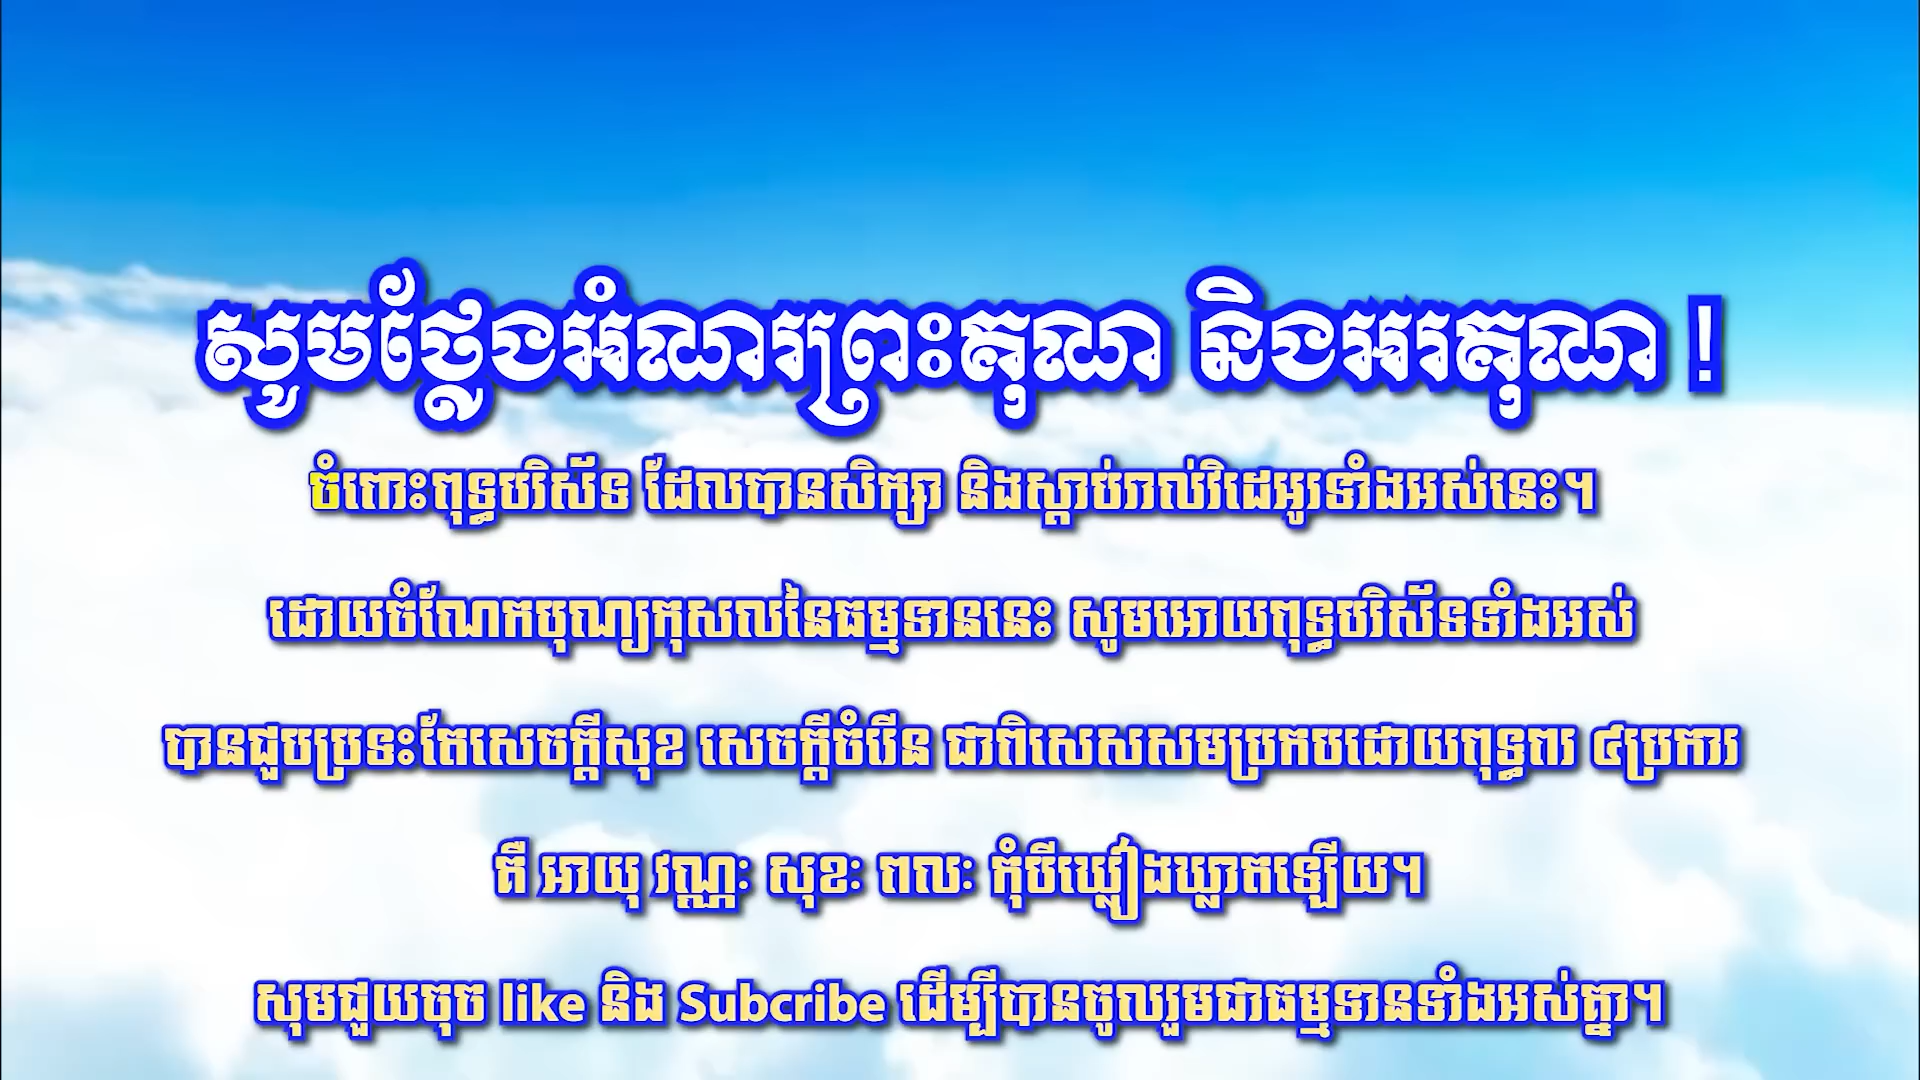 សូមថ្លែងអំណរព្រះគុណ និងអរគុណ !
ចំពោះពុទ្ធបរិស័ទ ដែលបានសិក្សា និងស្តាប់រាល់វិដេអូរទាំងអស់នេះ។
ដោយចំណែកបុណ្យកុសលនៃធម្មទាននេះ សូមអោយពុទ្ធបរិស័ទទាំងអស់
បានជួបប្រទះតែសេចក្តីសុខ សេចក្តីចំរើន ជាពិសេសសមប្រកបដោយពុទ្ធពរ ៤ប្រការ
គឺ អាយុ វណ្ណៈ សុខៈ ពលៈ កុំបីឃ្លៀងឃ្លាតឡើយ។
សុមជួយចុច like និង Subcribe ដើម្បីបានចូលរួមជាធម្មទានទាំងអស់គ្នា។